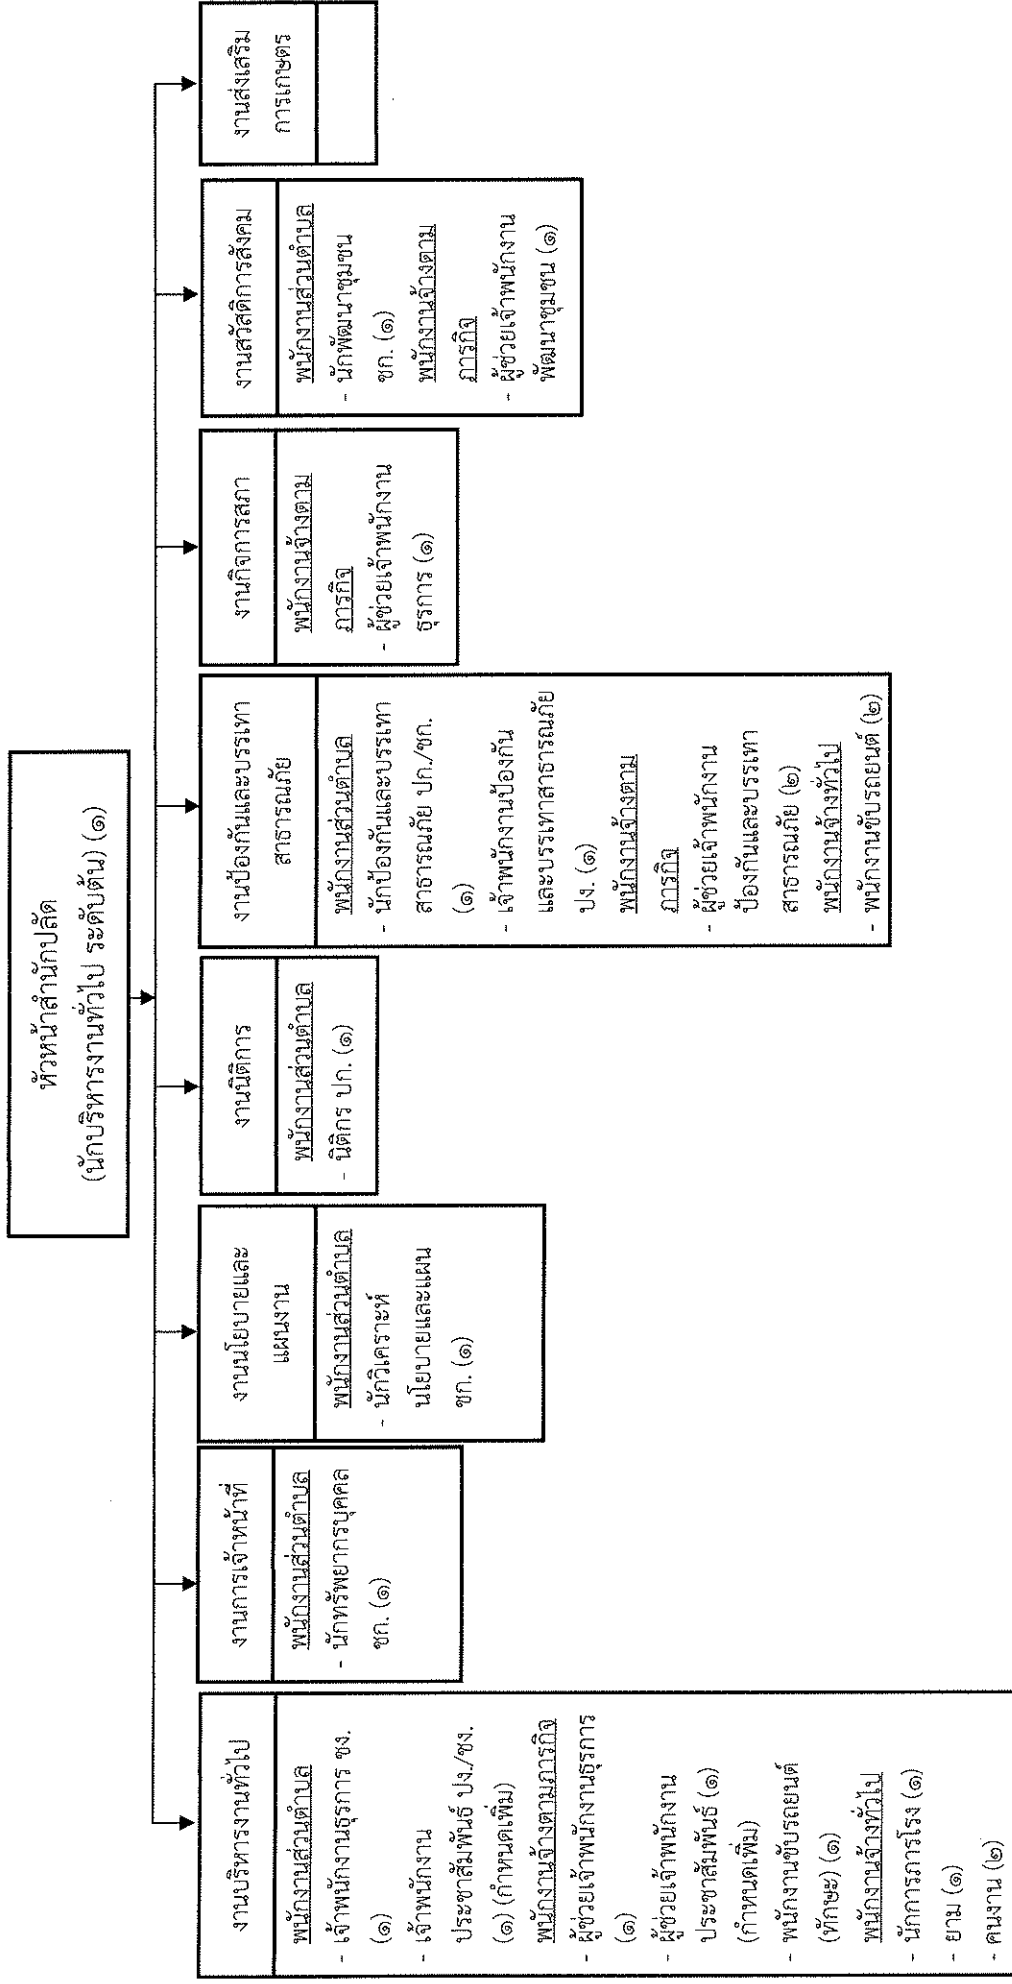 หัวหน้าสำนักปลัด
(นักบริหารงานทั่วไป ระดับต้น) (๑)
งานบริหารงานทั่วไป
พนักงานส่วนตำบล
- เจ้าพนักงานธุรการ ชง.
(๑)
- เจ้าพนักงาน
ประชาสัมพันธ์ ปง./ชง.
(๑) (กำหนดเพิ่ม)
พนักงานจ้างตามภารกิจ
- ผู้ช่วยเจ้าพนักงานธุรการ
(๑)
- ผู้ช่วยเจ้าพนักงาน
ประชาสัมพันธ์ (๑)
(กำหนดเพิ่ม)
- พนักงานขับรถยนต์
(ทักษะ) (๑)
พนักงานจ้างทั่วไป
- นักการภารโรง (๑)
- ยาม (๑)
- คนงาน (๒)
งานการเจ้าหน้าที่
พนักงานส่วนตำบล
- นักทรัพยากรบุคคล
ชก. (๑)
งานนโยบายและ
แผนงาน
พนักงานส่วนตำบล
- นักวิเคราะห์
นโยบายและแผน
ชก. (๑)
งานนิติการ
พนักงานส่วนตำบล
- นิติกร ปก. (๑)
งานป้องกันและบรรเทา
สาธารณภัย
พนักงานส่วนตำบล
- นักป้องกันและบรรเทา
สาธารณภัย ปก./ชก.
(๑)
- เจ้าพนักงานป้องกัน
และบรรเทาสาธารณภัย
ปง. (๑)
พนักงานจ้างตาม
ภารกิจ
- ผู้ช่วยเจ้าพนักงาน
ป้องกันและบรรเทา
สาธารณภัย (๒)
พนักงานจ้างทั่วไป
- พนักงานขับรถยนต์ (๒)
งานกิจการสภา
พนักงานจ้างตาม
ภารกิจ
- ผู้ช่วยเจ้าพนักงาน
ธุรการ (๑)
งานสวัสดิการสังคม
พนักงานส่วนตำบล
- นักพัฒนาชุมชน
ชก. (๑)
พนักงานจ้างตาม
ภารกิจ
- ผู้ช่วยเจ้าพนักงาน
พัฒนาชุมชน (๑)
งานส่งเสริม
การเกษตร